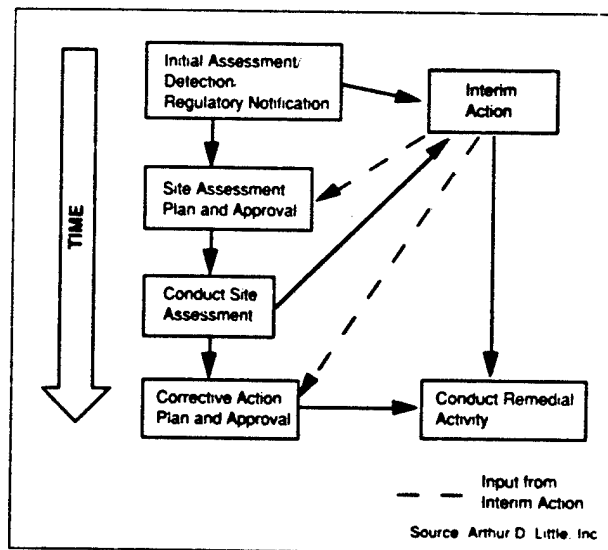 Initial Assessment/
Detection
Regulatory Notification
Interim
Action
TIME
Site Assessment
Plan and Approval
Conduct Site
Assessment
Corrective Action
Plan and Approval
Conduct Remedial
Activity
Input from
Interim Action
Source Arthur D. Little, Inc